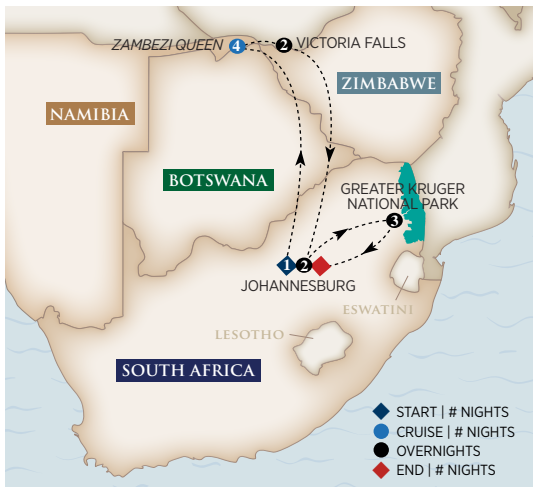 ZAMBEZI QUEEN 4 2 VICTORIA FALLS
ZIMBABWE
NAMIBIA
BOTSWANA
GREATER KRUGER
NATIONAL PARK
3
1 2
JOHANNESBURG
ESWATINI
LESOTHO
SOUTH AFRICA
START | # NIGHTS
CRUISE | # NIGHTS
OVERNIGHTS
END | # NIGHTS